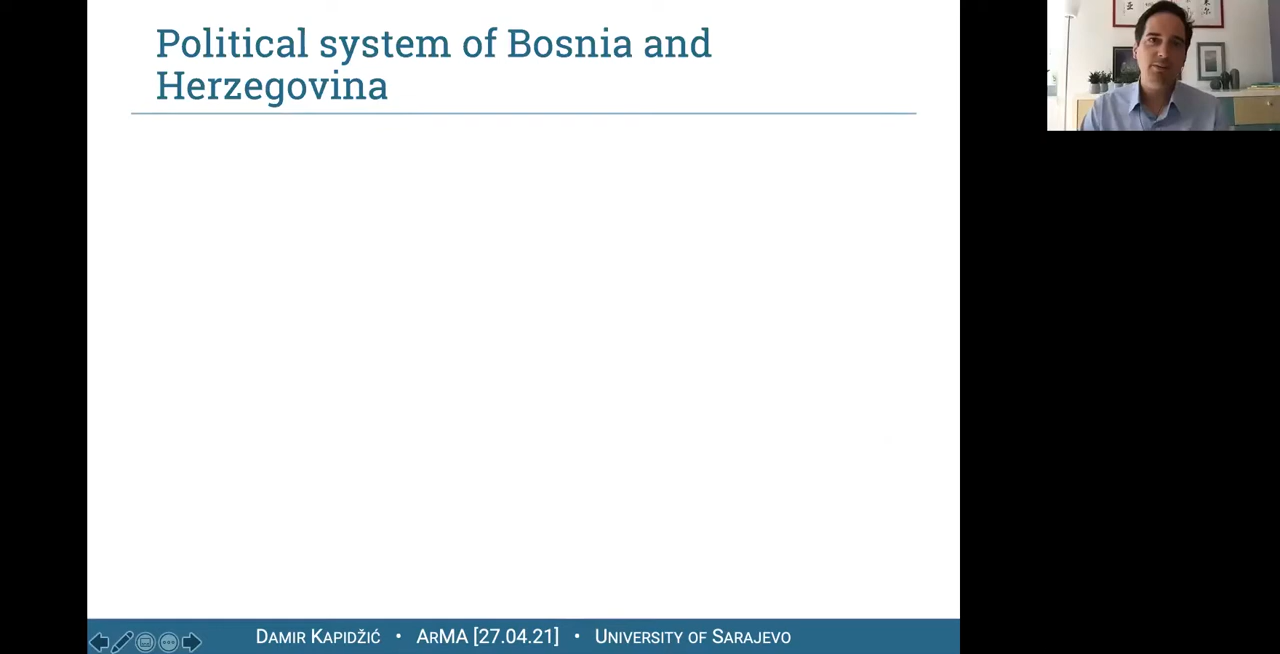 Political system of Bosnia and
Herzegovina
DAMIR KAPIDŽIĆ • ARMA [27.04.21] • UNIVERSITY OF SARAJEVO